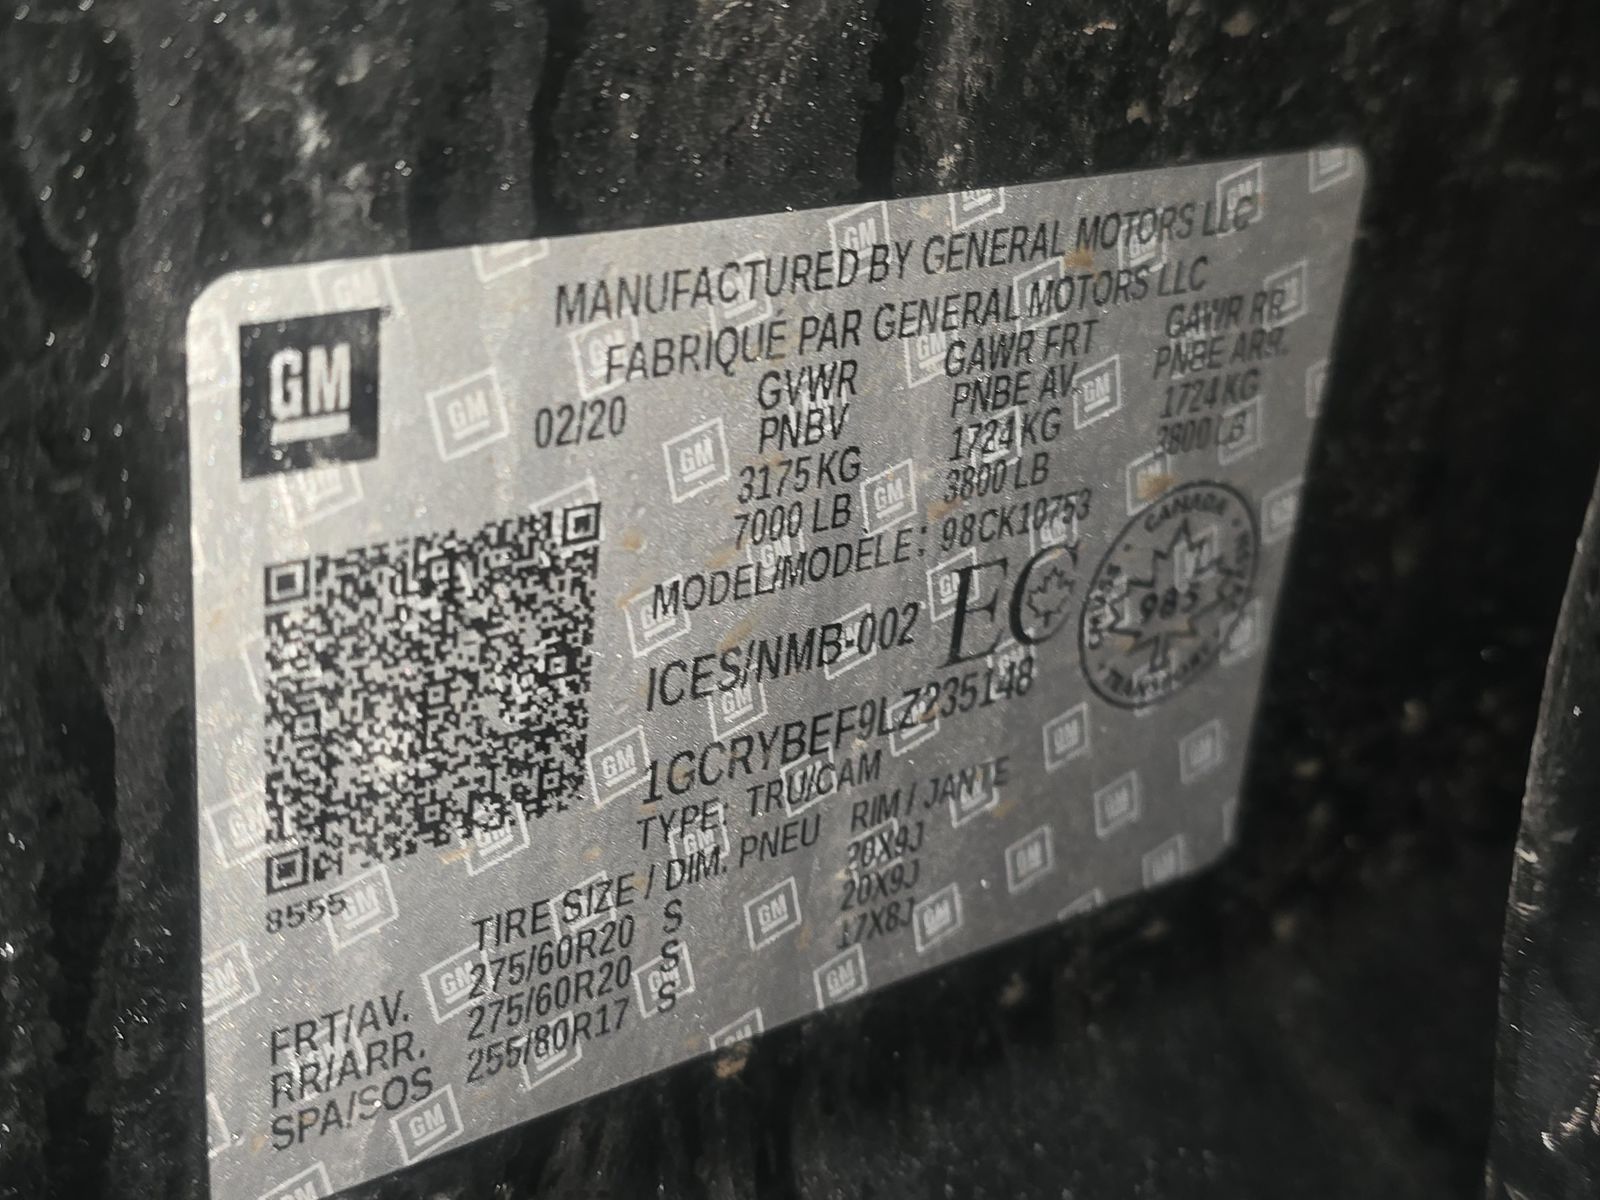 GM
MANUFACTURED BY GENERAL MOTORS LLC
FABRIQUÉ PAR GENERAL MOTORS LLC
02/20
GVWR GAWR FRT GAWR RR
PNBV PNBE AV. PNBE ARR.
3175 KG 1724 KG 1724 KG
7000 LB 3800 LB 3800 LB
MODEL/MODÈLE: 98CK10753
ICES/NMB-002 EC
CANADA
985
TRANSPORT
1GCRYBEF9LZ235148
TYPE: TRU/CAM
8555
TIRE SIZE / DIM. PNEU RIM / JANTE
FRT/AV. 275/60R20 S 20X9J
RR/ARR. 275/60R20 S 20X9J
SPA/SOS 255/80R17 S 17X8J